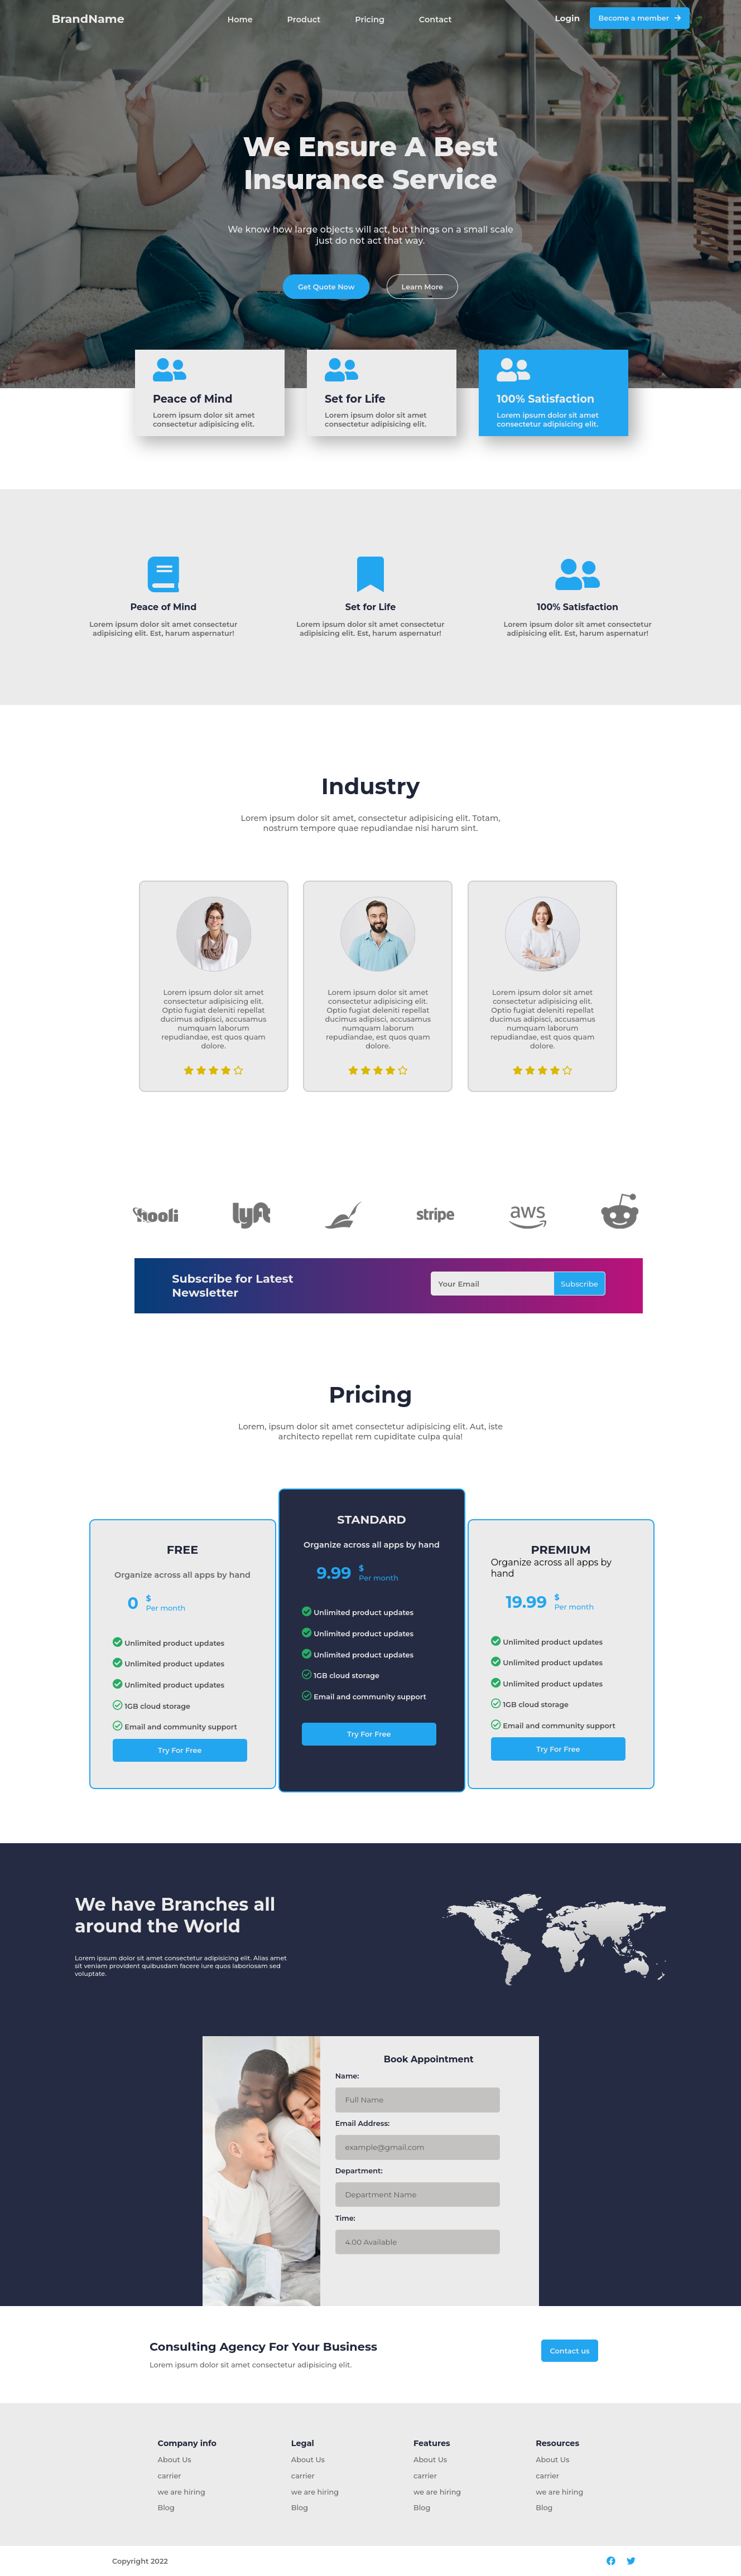 BrandName
Home
Product
Pricing
Contact
Login
Become a member
We Ensure A Best
Insurance Service
We know how large objects will act, but things on a small scale
just do not act that way.
Get Quote Now
Learn More
Peace of Mind
Lorem ipsum dolor sit amet
consectetur adipisicing elit.
Set for Life
Lorem ipsum dolor sit amet
consectetur adipisicing elit.
100% Satisfaction
Lorem ipsum dolor sit amet
consectetur adipisicing elit.
Peace of Mind
Lorem ipsum dolor sit amet consectetur
adipisicing elit. Est, harum aspernatur!
Set for Life
Lorem ipsum dolor sit amet consectetur
adipisicing elit. Est, harum aspernatur!
100% Satisfaction
Lorem ipsum dolor sit amet consectetur
adipisicing elit. Est, harum aspernatur!
Industry
Lorem ipsum dolor sit amet, consectetur adipisicing elit. Totam,
nostrum tempore quae repudiandae nisi harum sint.
Lorem ipsum dolor sit amet
consectetur adipisicing elit.
Optio fugiat deleniti repellat
ducimus adipisci, accusamus
numquam laborum
repudiandae, est quos quam
dolore.
Lorem ipsum dolor sit amet
consectetur adipisicing elit.
Optio fugiat deleniti repellat
ducimus adipisci, accusamus
numquam laborum
repudiandae, est quos quam
dolore.
Lorem ipsum dolor sit amet
consectetur adipisicing elit.
Optio fugiat deleniti repellat
ducimus adipisci, accusamus
numquam laborum
repudiandae, est quos quam
dolore.
hooli
lyft
stripe
aws
Subscribe for Latest
Newsletter
Your Email
Subscribe
Pricing
Lorem, ipsum dolor sit amet consectetur adipisicing elit. Aut, iste
architecto repellat rem cupiditate culpa quia!
FREE
Organize across all apps by hand
0
$
Per month
Unlimited product updates
Unlimited product updates
Unlimited product updates
1GB cloud storage
Email and community support
Try For Free
STANDARD
Organize across all apps by hand
9.99
$
Per month
Unlimited product updates
Unlimited product updates
Unlimited product updates
1GB cloud storage
Email and community support
Try For Free
PREMIUM
Organize across all apps by
hand
19.99
$
Per month
Unlimited product updates
Unlimited product updates
Unlimited product updates
1GB cloud storage
Email and community support
Try For Free
We have Branches all
around the World
Lorem ipsum dolor sit amet consectetur adipisicing elit. Alias amet
sit veniam provident quibusdam facere iure quos laboriosam sed
voluptate.
Book Appointment
Name:
Full Name
Email Address:
example@gmail.com
Department:
Department Name
Time:
4.00 Available
Consulting Agency For Your Business
Lorem ipsum dolor sit amet consectetur adipisicing elit.
Contact us
Company info
About Us
carrier
we are hiring
Blog
Legal
About Us
carrier
we are hiring
Blog
Features
About Us
carrier
we are hiring
Blog
Resources
About Us
carrier
we are hiring
Blog
Copyright 2022